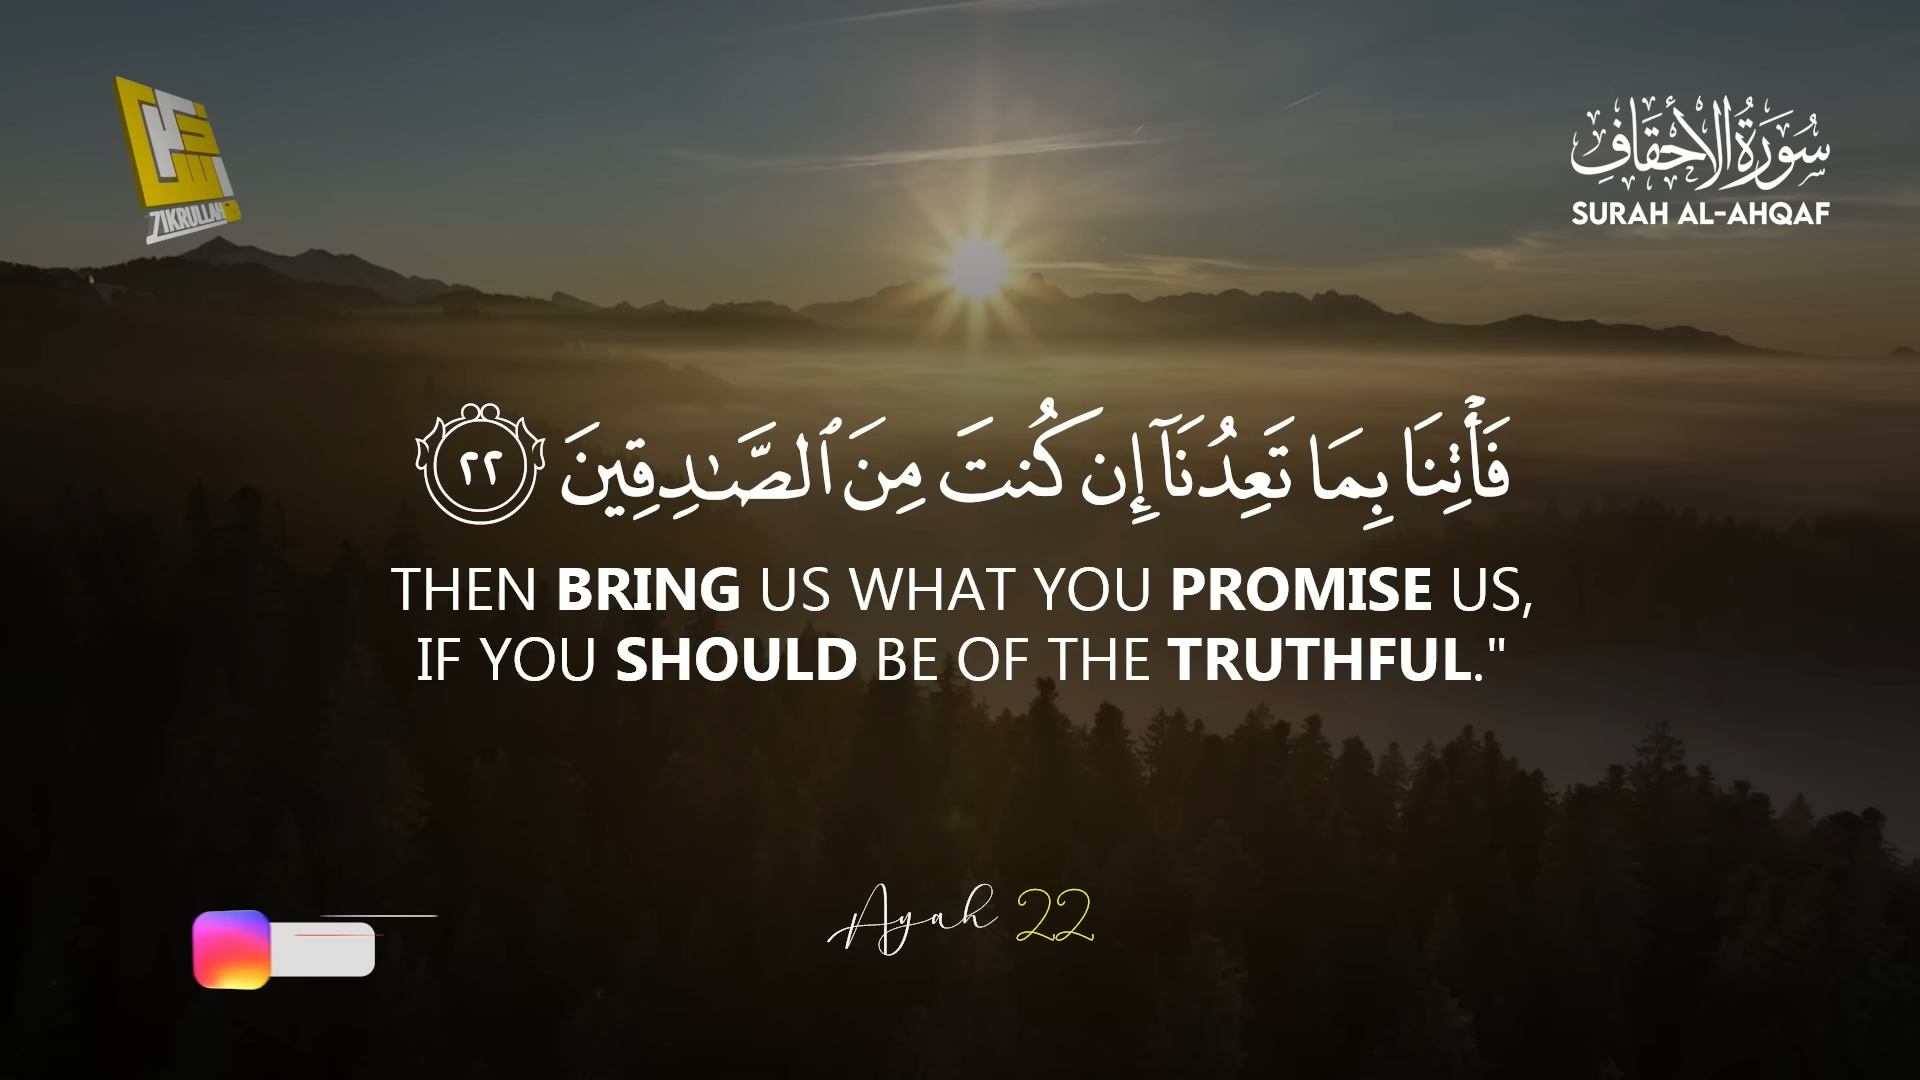 ZIKRULLAH
سُورَةُ الأَحْقَافِ
SURAH AL-AHQAF
فَأْتِنَا بِمَا تَعِدُنَآ إِن كُنتَ مِنَ ٱلصَّـٰدِقِينَ ٢٢
THEN BRING US WHAT YOU PROMISE US,
IF YOU SHOULD BE OF THE TRUTHFUL."
Ayah 22